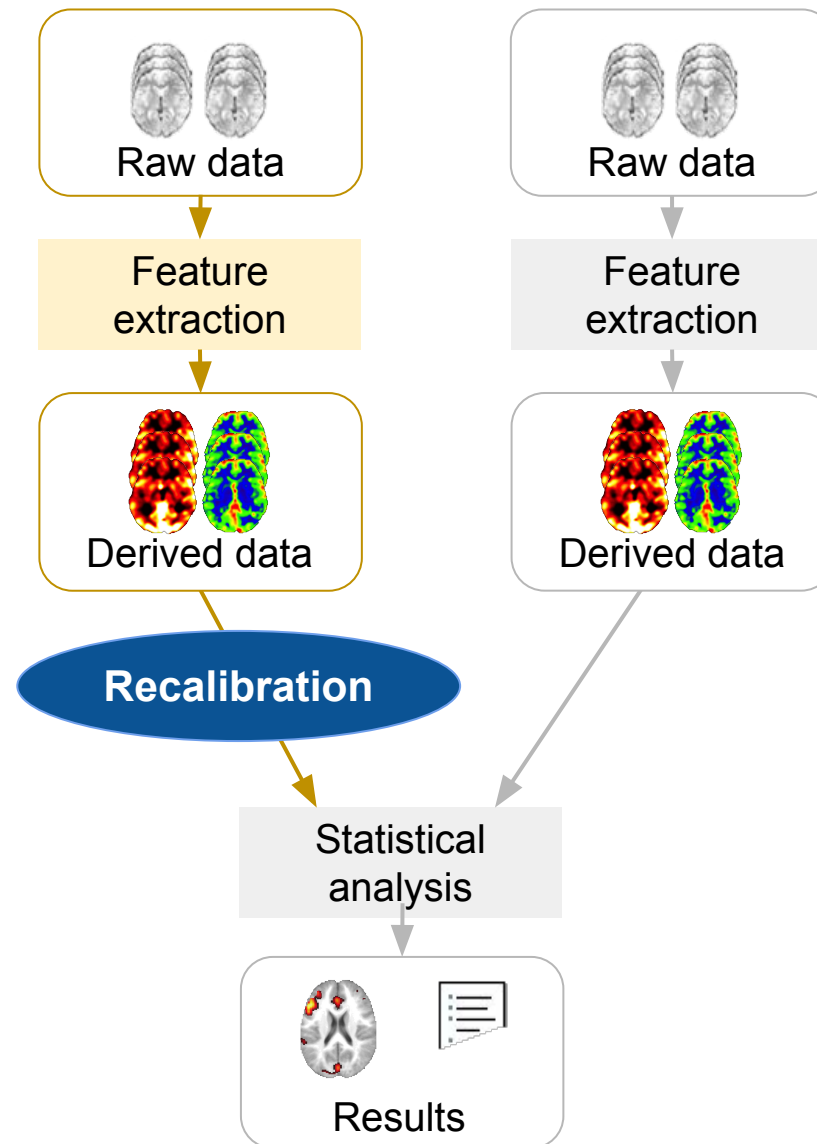 Raw data
Raw data
Feature
extraction
Feature
extraction
Derived data
Derived data
Recalibration
Statistical
analysis
Results